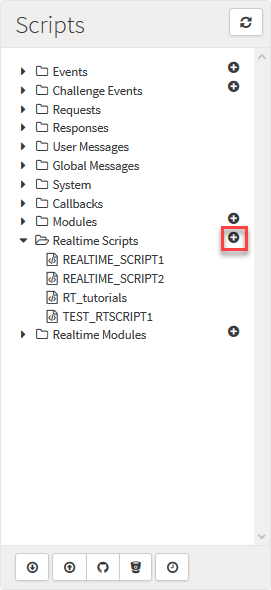 Scripts
Events
Challenge Events
Requests
Responses
User Messages
Global Messages
System
Callbacks
Modules
Realtime Scripts
REALTIME_SCRIPT1
REALTIME_SCRIPT2
RT_tutorials
TEST_RTSCRIPT1
Realtime Modules